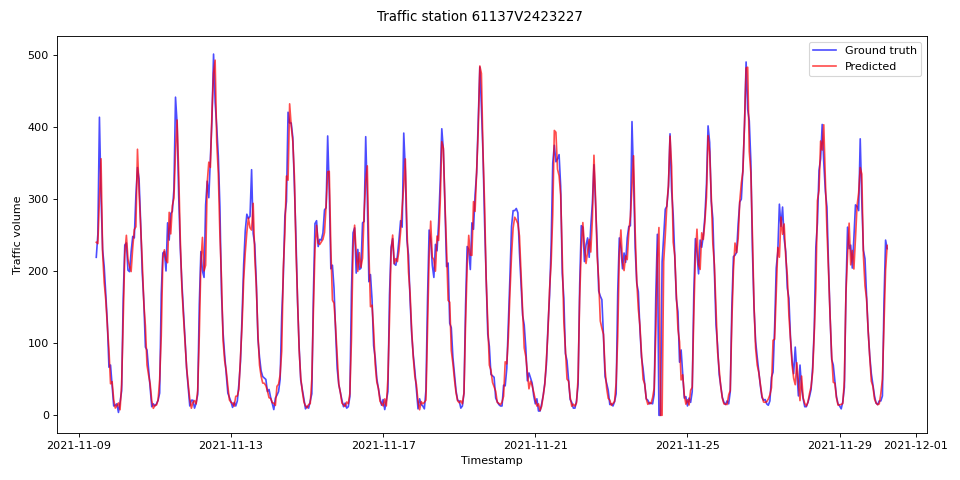 Traffic station 61137V2423227
Ground truth
Predicted
Traffic volume
500
400
300
200
100
0
2021-11-09
2021-11-13
2021-11-17
2021-11-21
2021-11-25
2021-11-29
2021-12-01
Timestamp